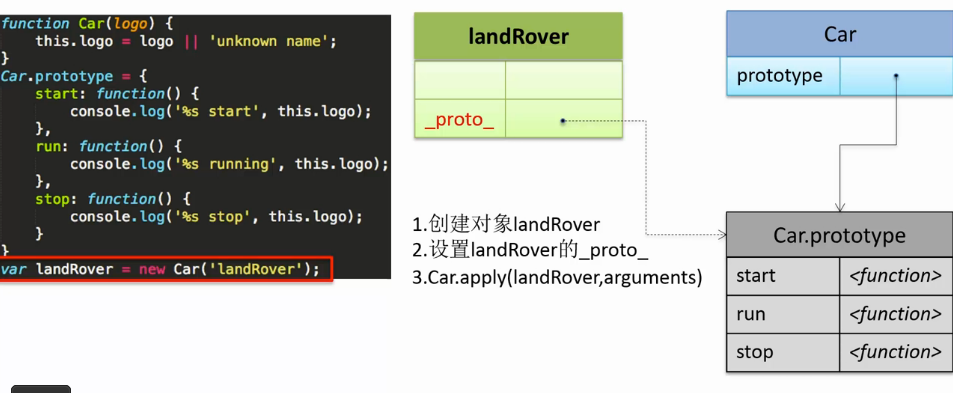 function Car(logo) {
this.logo = logo || 'unknown name';
}
Car.prototype = {
start: function() {
console.log('%s start', this.logo);
},
run: function() {
console.log('%s running', this.logo);
},
stop: function() {
console.log('%s stop', this.logo);
}
}
var landRover = new Car('landRover');
landRover
_proto_
1.创建对象landRover
2.设置landRover的_proto_
3.Car.apply(landRover,arguments)
Car
prototype
Car.prototype
start <function>
run <function>
stop <function>